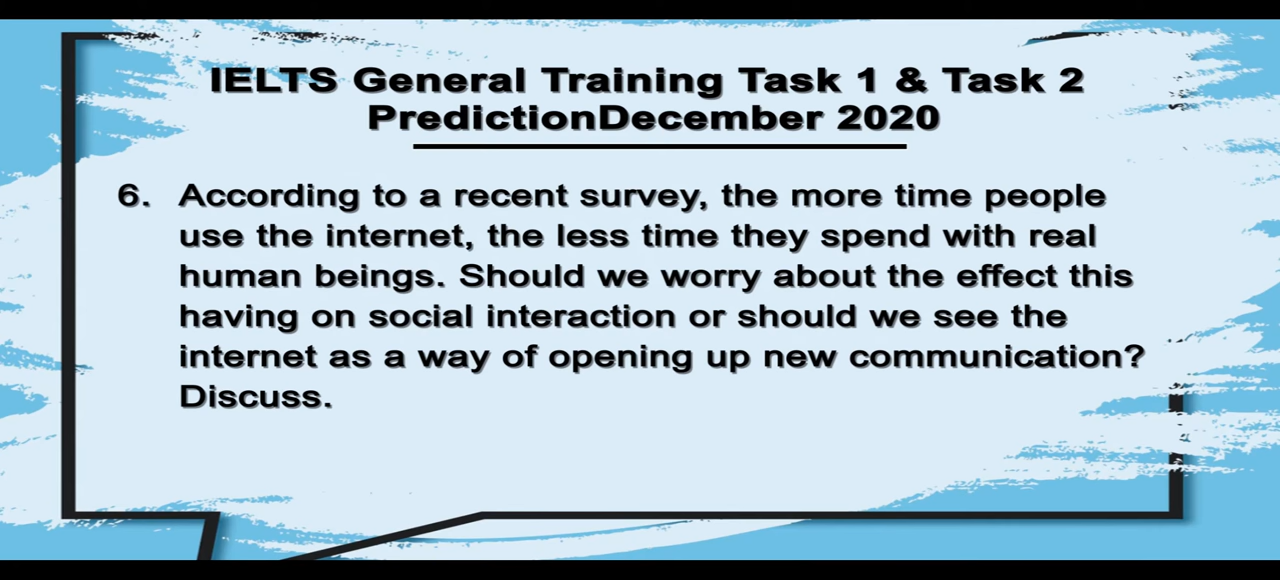 IELTS General Training Task 1 & Task 2
PredictionDecember 2020
6. According to a recent survey, the more time people
use the internet, the less time they spend with real
human beings. Should we worry about the effect this
having on social interaction or should we see the
internet as a way of opening up new communication?
Discuss.